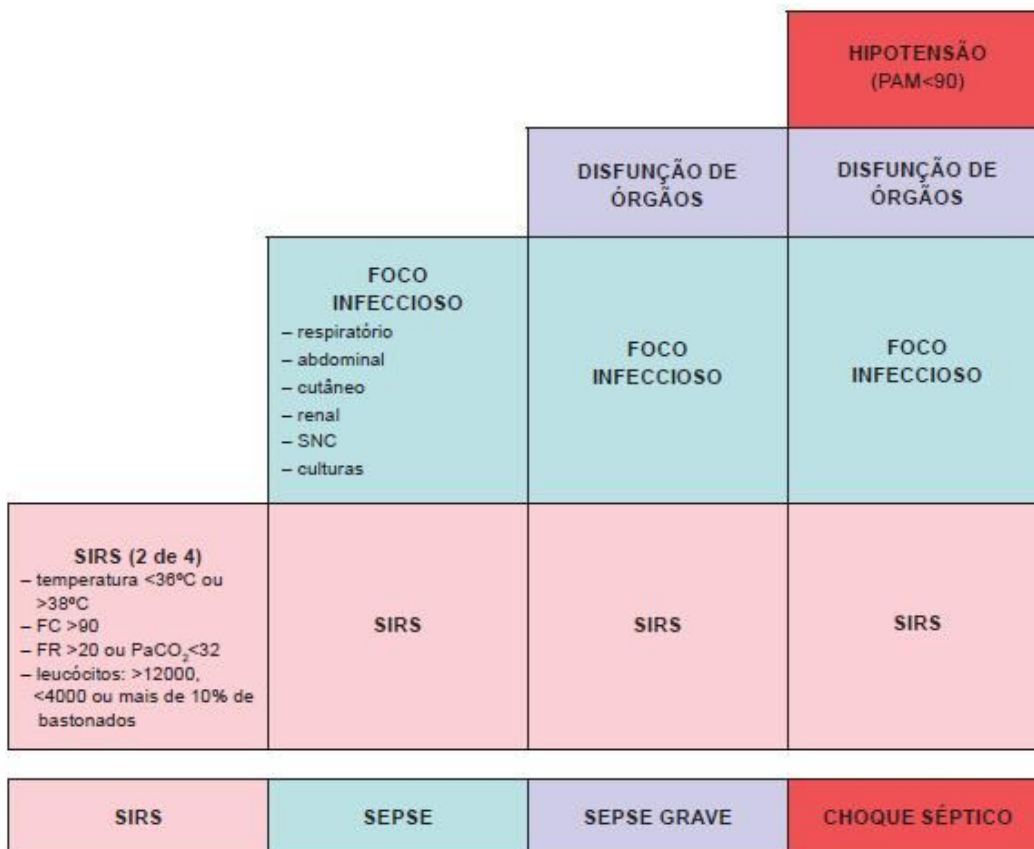 HIPOTENSÃO
(PAM<90)
DISFUNÇÃO DE
ÓRGÃOS
DISFUNÇÃO DE
ÓRGÃOS
FOCO
INFECCIOSO
– respiratório
– abdominal
– cutâneo
– renal
– SNC
– culturas
FOCO
INFECCIOSO
FOCO
INFECCIOSO
SIRS (2 de 4)
– temperatura <36ºC ou
>38ºC
– FC >90
– FR >20 ou PaCO₂<32
– leucócitos: >12000,
<4000 ou mais de 10% de
bastonados
SIRS
SIRS
SIRS
SIRS
SEPSE
SEPSE GRAVE
CHOQUE SÉPTICO